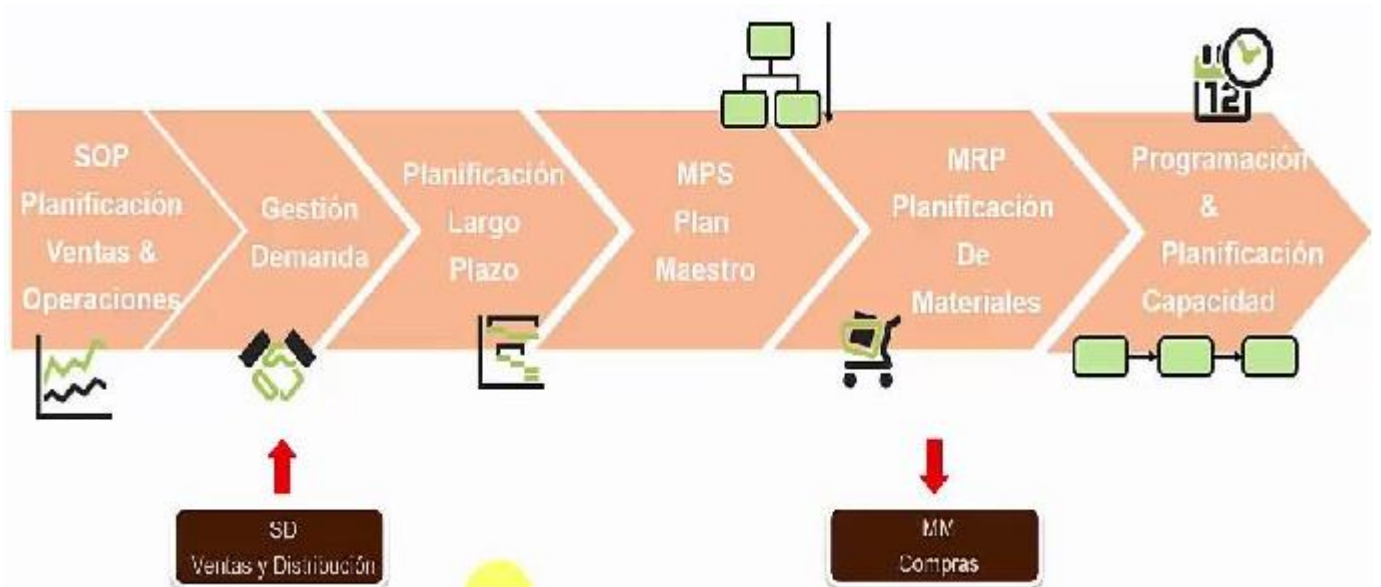 SOP
Planificación
Ventas &
Operaciones
Gestión
Demanda
Planificación
Largo
Plazo
MPS
Plan
Maestro
MRP
Planificación
De
Materiales
12
Programación
&
Planificación
Capacidad
SD
Ventas y Distribución
MM
Compras